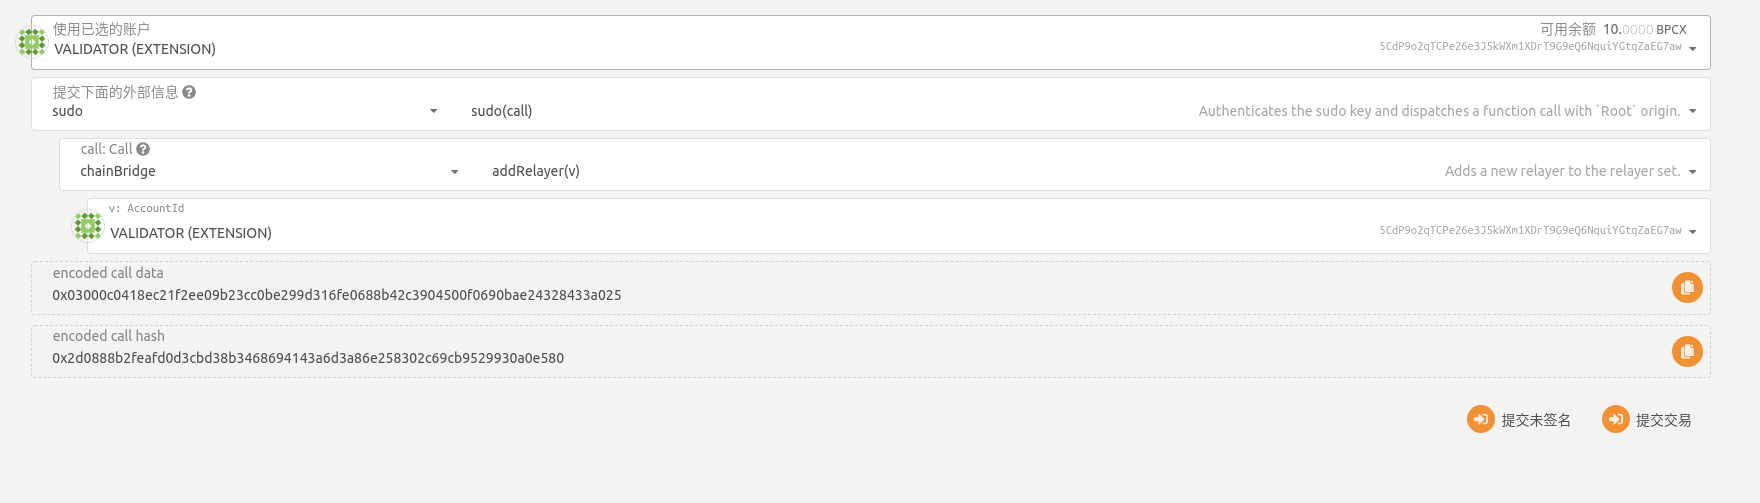 使用已选的账户
可用余额 10.0000 BPCX
VALIDATOR (EXTENSION)
5CdP9o2qTCPe26e3J5kWXm1XDrT9G9eQ6NquiYGtqZaEG7aw
提交下面的外部信息
sudo
sudo(call)
Authenticates the sudo key and dispatches a function call with `Root` origin.
call: Call
chainBridge
addRelayer(v)
Adds a new relayer to the relayer set.
v: AccountId
VALIDATOR (EXTENSION)
5CdP9o2qTCPe26e3J5kWXm1XDrT9G9eQ6NquiYGtqZaEG7aw
encoded call data
0x03000c0418ec21f2ee09b23cc0be299d316fe0688b42c3904500f0690bae24328433a025
encoded call hash
0x2d0888b2feafd0d3cbd38b3468694143a6d3a86e258302c69cb9529930a0e580
提交未签名
提交交易